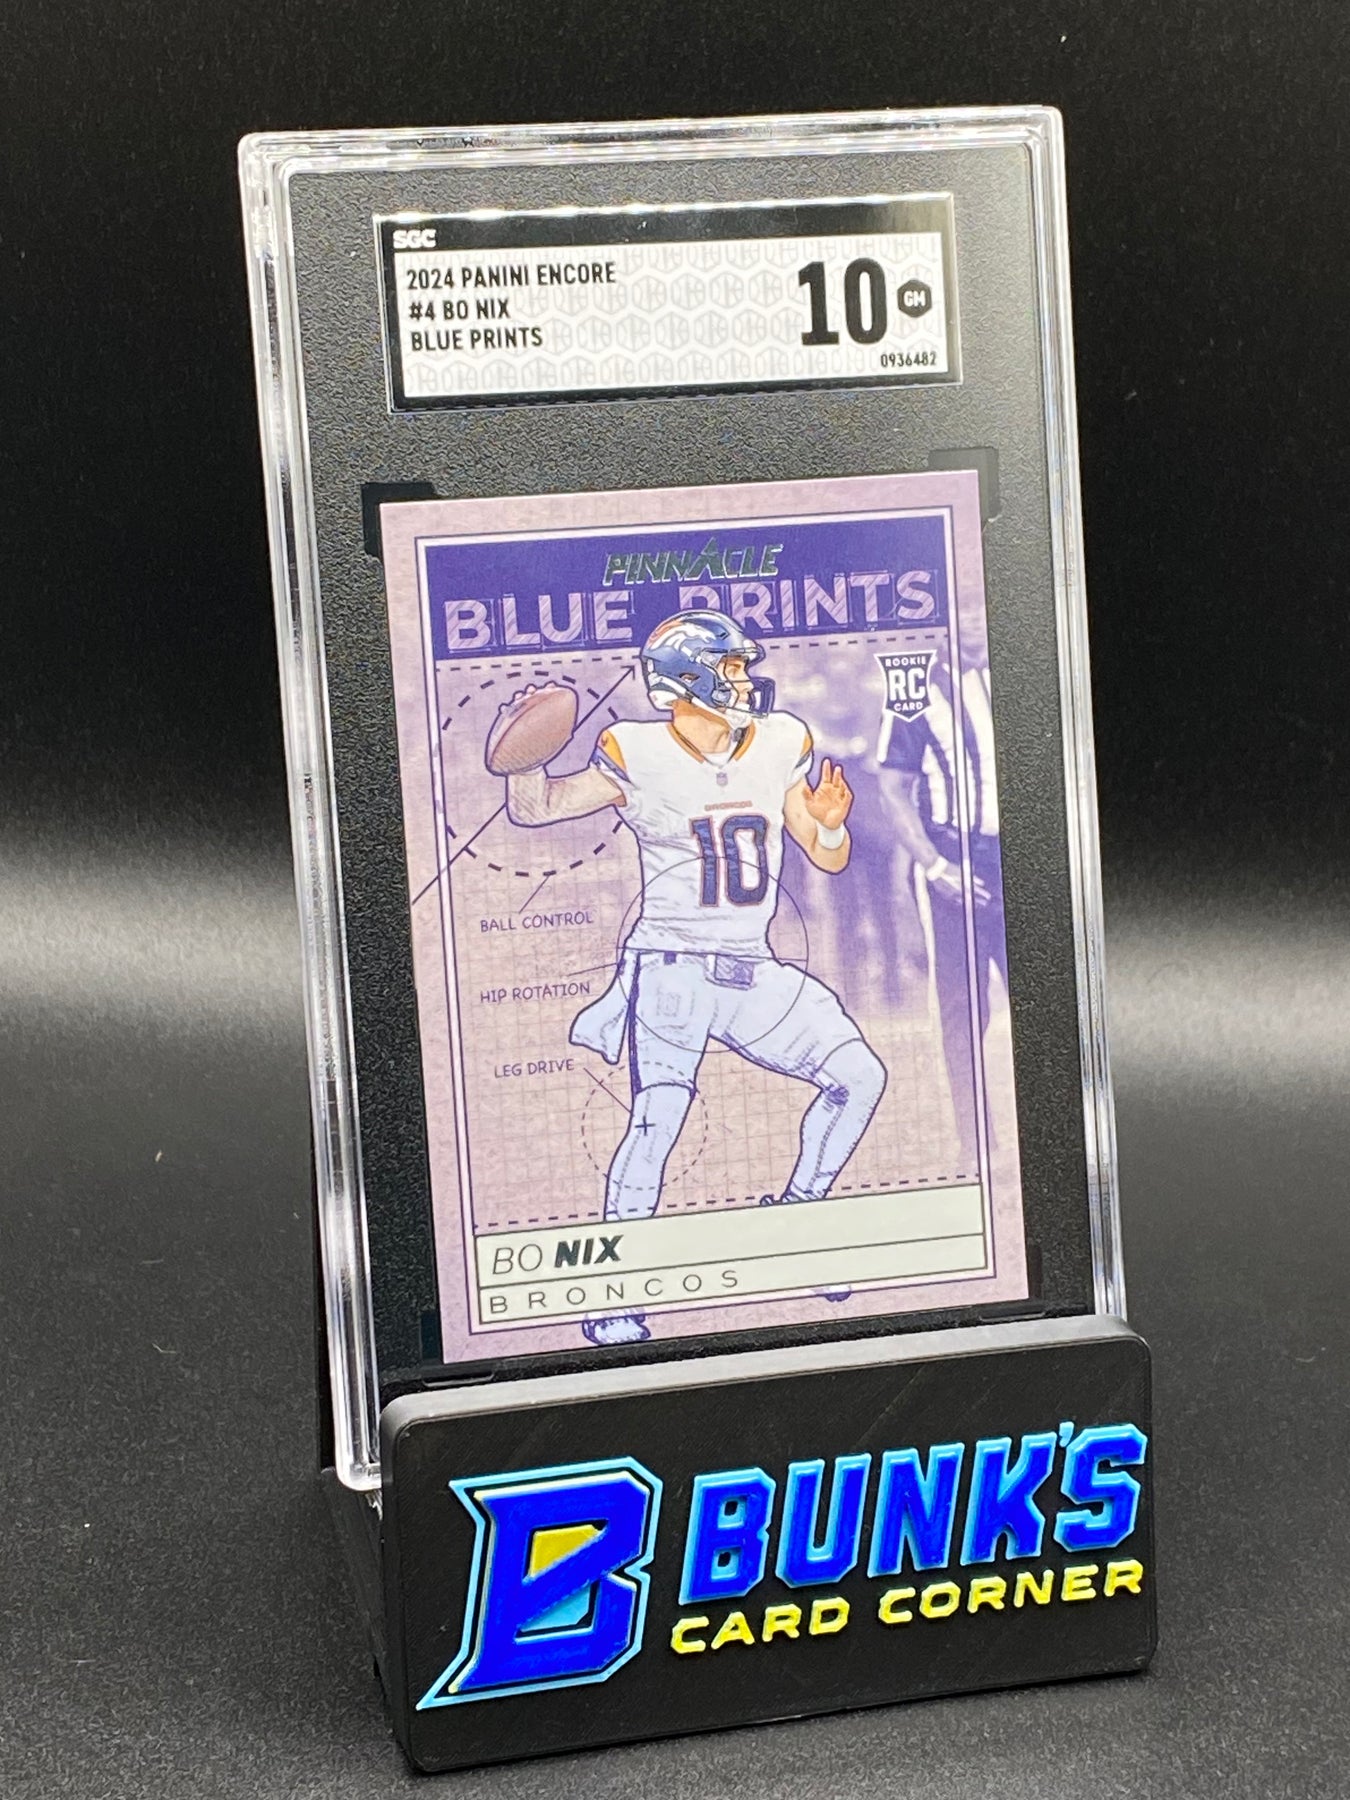 SGC
2024 PANINI ENCORE
#4 BO NIX
BLUE PRINTS
10 GM
0936482
PINNACLE
BLUE PRINTS
ROOKIE
RC
CARD
BRONCOS
10
BALL CONTROL
HIP ROTATION
LEG DRIVE
BO NIX
BRONCOS
B BUNK'S
CARD CORNER